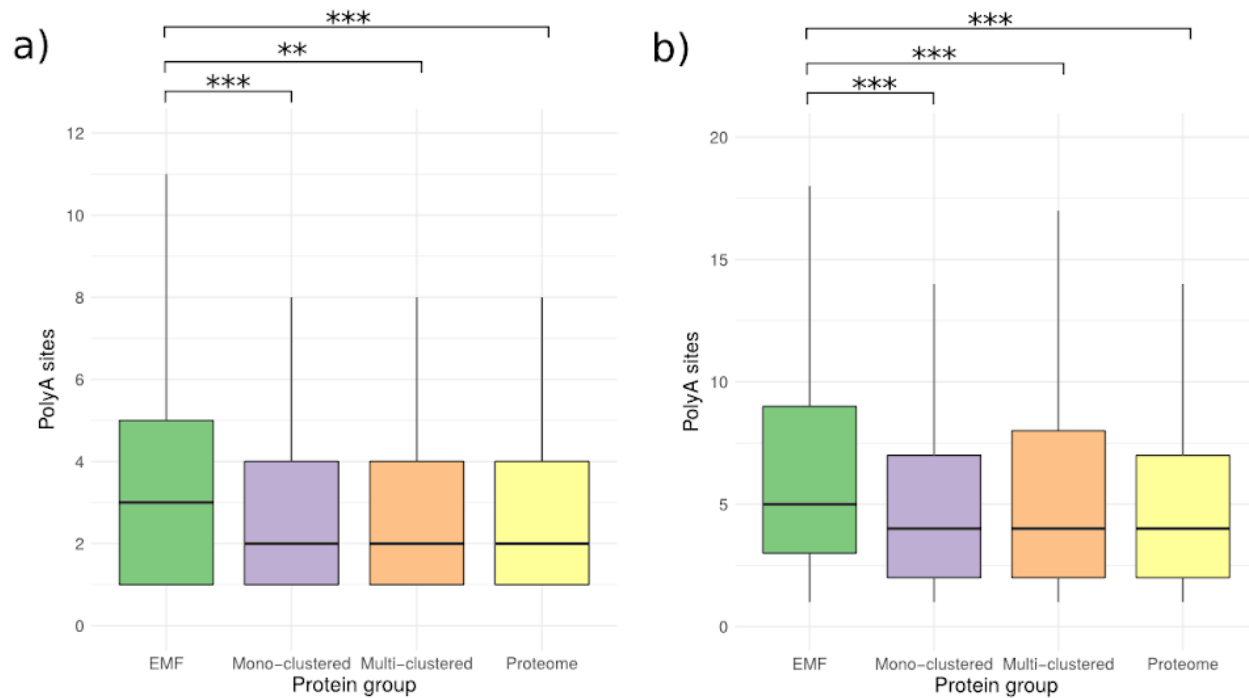 a)
***
**
***
12
10
8
6
4
2
0
PolyA sites
EMF Mono-clustered Multi-clustered Proteome
Protein group
b)
***
***
***
20
15
10
5
0
PolyA sites
EMF Mono-clustered Multi-clustered Proteome
Protein group